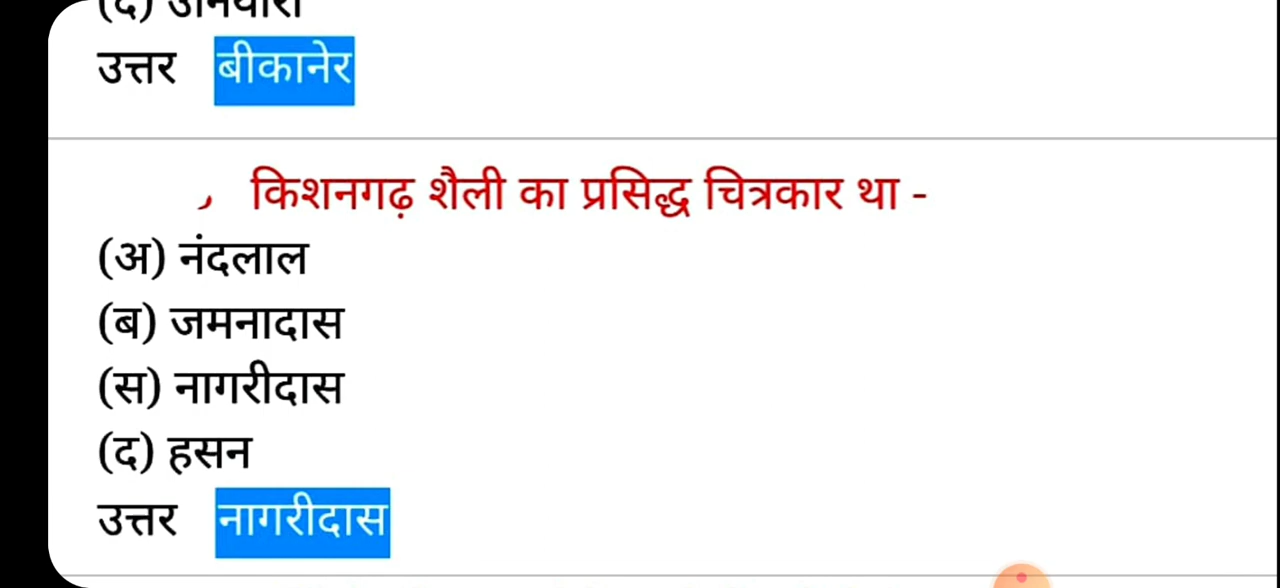 उत्तर बीकानेर
किशनगढ़ शैली का प्रसिद्ध चित्रकार था -
(अ) नंदलाल
(ब) जमनादास
(स) नागरीदास
(द) हसन
उत्तर नागरीदास